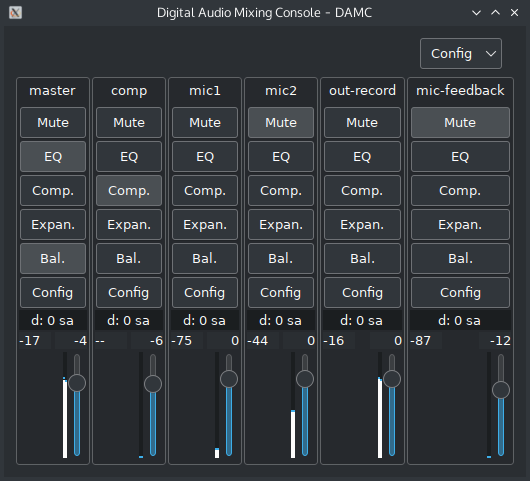 Digital Audio Mixing Console - DAMC
Config
master comp mic1 mic2 out-record mic-feedback
Mute Mute Mute Mute Mute Mute
EQ EQ EQ EQ EQ EQ
Comp. Comp. Comp. Comp. Comp. Comp.
Expan. Expan. Expan. Expan. Expan. Expan.
Bal. Bal. Bal. Bal. Bal. Bal.
Config Config Config Config Config Config
d: 0 sa d: 0 sa d: 0 sa d: 0 sa d: 0 sa d: 0 sa
-17 -4 -- -6 -75 0 -44 0 -16 0 -87 -12